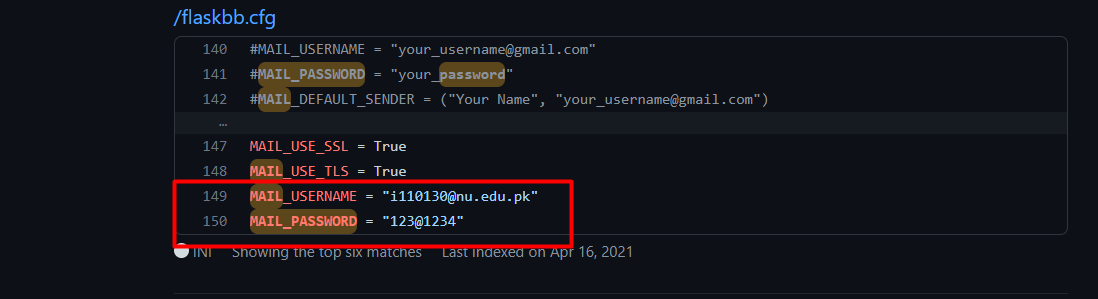 /flaskbb.cfg
140 #MAIL_USERNAME = "your_username@gmail.com"
141 #MAIL_PASSWORD = "your_password"
142 #MAIL_DEFAULT_SENDER = ("Your Name", "your_username@gmail.com")
…
147 MAIL_USE_SSL = True
148 MAIL_USE_TLS = True
149 MAIL_USERNAME = "i110130@nu.edu.pk"
150 MAIL_PASSWORD = "123@1234"
INI Showing the top six matches Last indexed on Apr 16, 2021